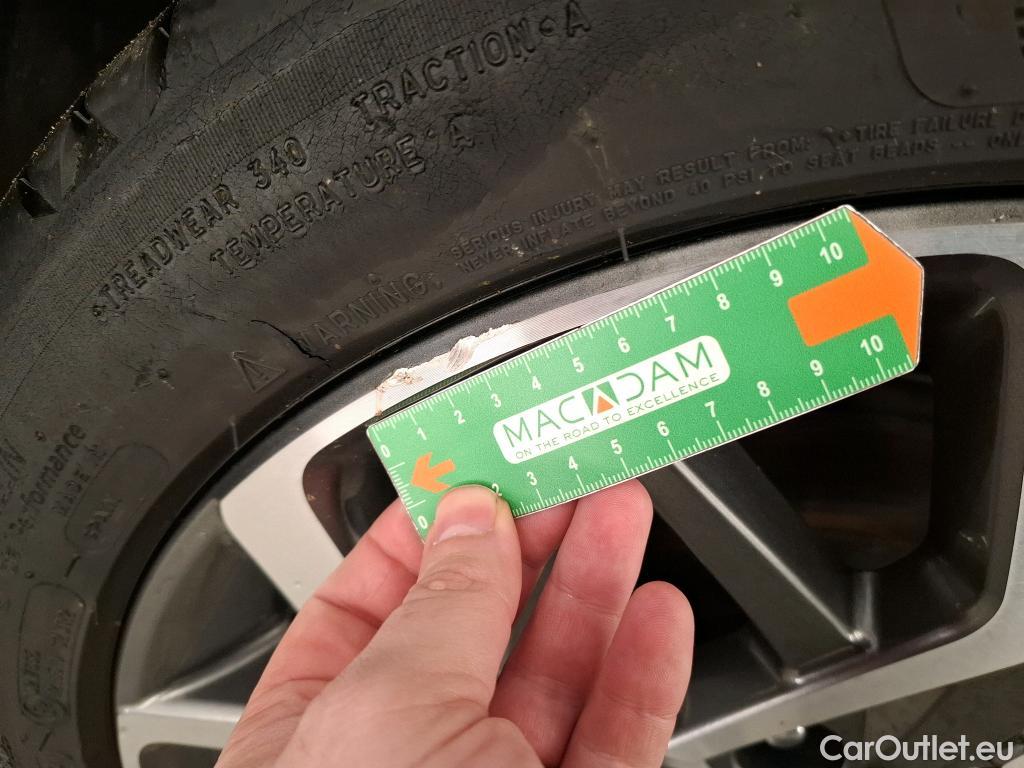 TREADWEAR 340 TRACTION A
TEMPERATURE A
WARNING:
SERIOUS INJURY MAY RESULT FROM: • TIRE FAILURE D
NEVER INFLATE BEYOND 40 PSI TO SEAT BEADS -- ON
0 1 2 3 4 5 6 7 8 9 10
MACADAM
ON THE ROAD TO EXCELLENCE
0 2 3 4 5 6 7 8 9 10
MADE
CarOutlet.eu